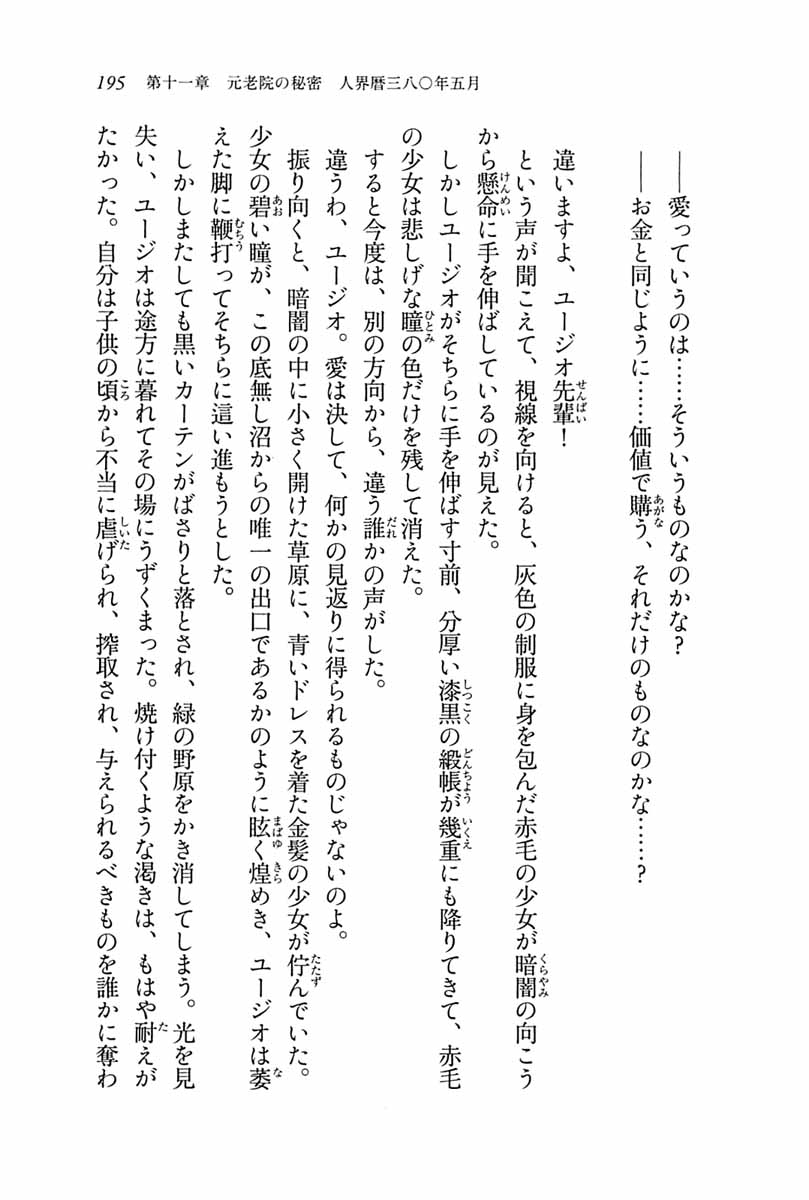 195　第十一章　元老院の秘密　人界暦三八〇年五月
――愛っていうのは……そういうものなのかな？
――お金と同じように……価値で購う、それだけのものなのかな……？
違いますよ、ユージオ先輩！
という声が聞こえて、視線を向けると、灰色の制服に身を包んだ赤毛の少女が暗闇の向こう
から懸命に手を伸ばしているのが見えた。
しかしユージオがそちらに手を伸ばす寸前、分厚い漆黒の緞帳が幾重にも降りてきて、赤毛
の少女は悲しげな瞳の色だけを残して消えた。
すると今度は、別の方向から、違う誰かの声がした。
違うわ、ユージオ。愛は決して、何かの見返りに得られるものじゃないのよ。
振り向くと、暗闇の中に小さく開けた草原に、青いドレスを着た金髪の少女が佇んでいた。
少女の碧い瞳が、この底無し沼からの唯一の出口であるかのように眩く煌めき、ユージオは萎
えた脚に鞭打ってそちらに這い進もうとした。
しかしまたしても黒いカーテンがばさりと落とされ、緑の野原をかき消してしまう。光を見
失い、ユージオは途方に暮れてその場にうずくまった。焼け付くような渇きは、もはや耐えが
たかった。自分は子供の頃から不当に虐げられ、搾取され、与えられるべきものを誰かに奪わ